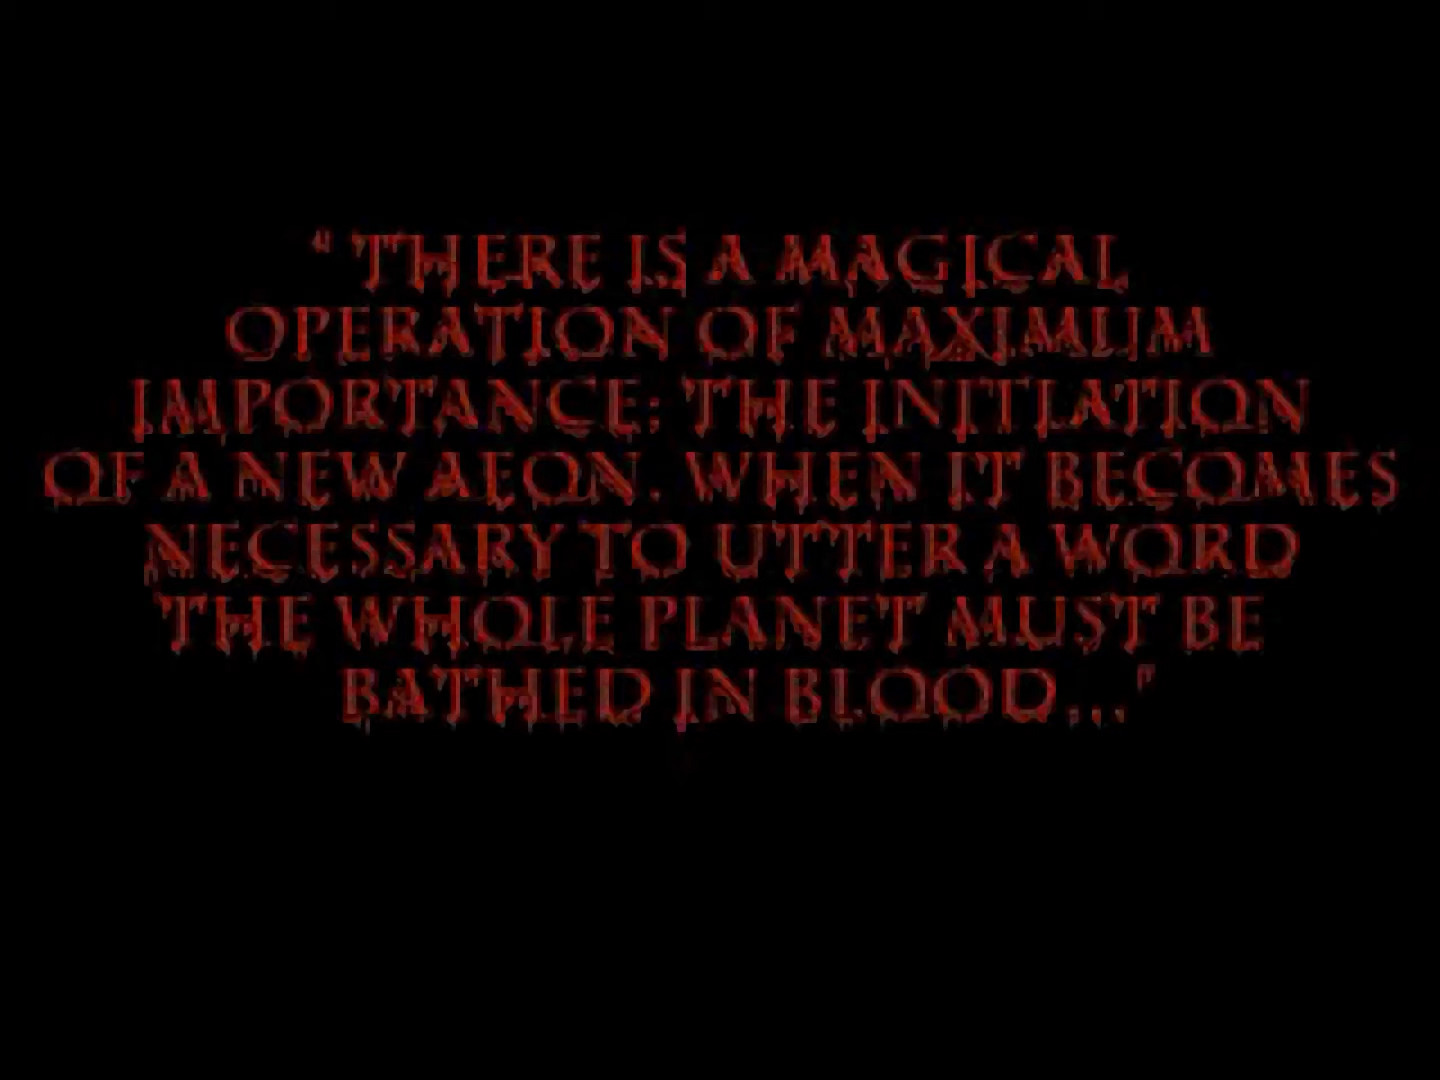 " THERE IS A MAGICAL
OPERATION OF MAXIMUM
IMPORTANCE: THE INITIATION
OF A NEW AEON. WHEN IT BECOMES
NECESSARY TO UTTER A WORD
THE WHOLE PLANET MUST BE
BATHED IN BLOOD..."